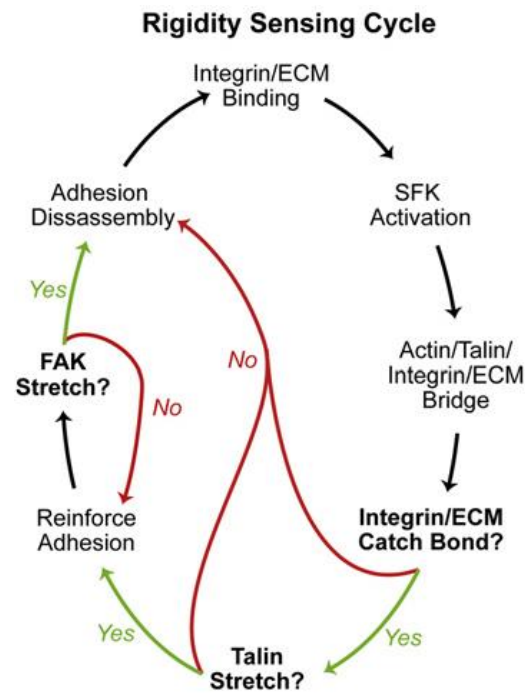 Rigidity Sensing Cycle
Integrin/ECM
Binding
SFK
Activation
Actin/Talin/
Integrin/ECM
Bridge
Integrin/ECM
Catch Bond?
Yes
No
Talin
Stretch?
Yes
Reinforce
Adhesion
No
FAK
Stretch?
Yes
Adhesion
Dissassembly